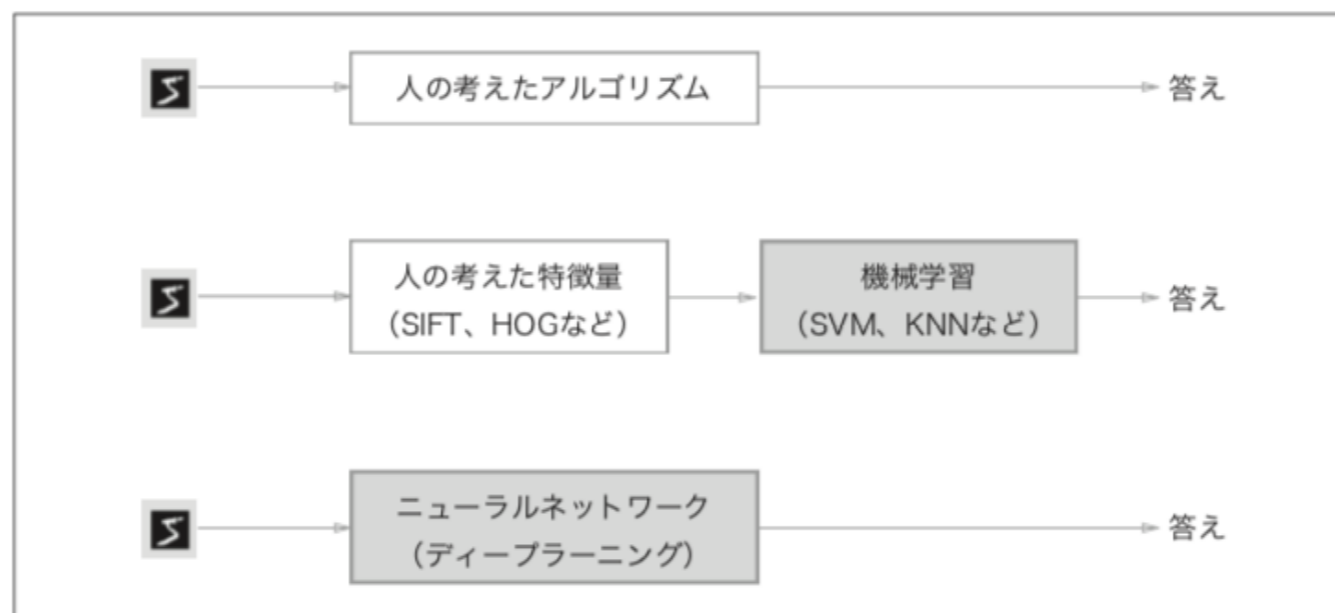 5
人の考えたアルゴリズム
答え
5
人の考えた特徴量
（SIFT、HOGなど）
機械学習
（SVM、KNNなど）
答え
5
ニューラルネットワーク
（ディープラーニング）
答え